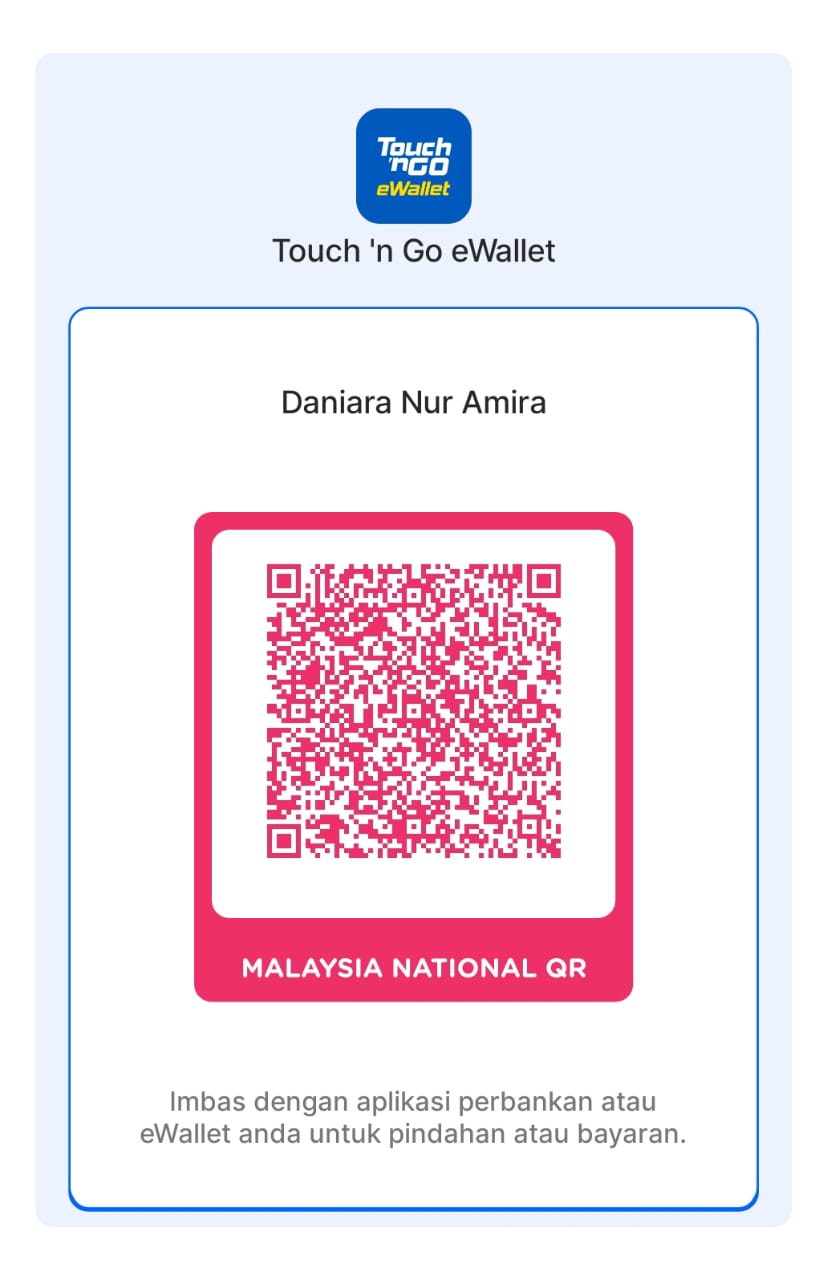 Touch
'nGO
eWallet
Touch 'n Go eWallet
Daniara Nur Amira
MALAYSIA NATIONAL QR
Imbas dengan aplikasi perbankan atau
eWallet anda untuk pindahan atau bayaran.